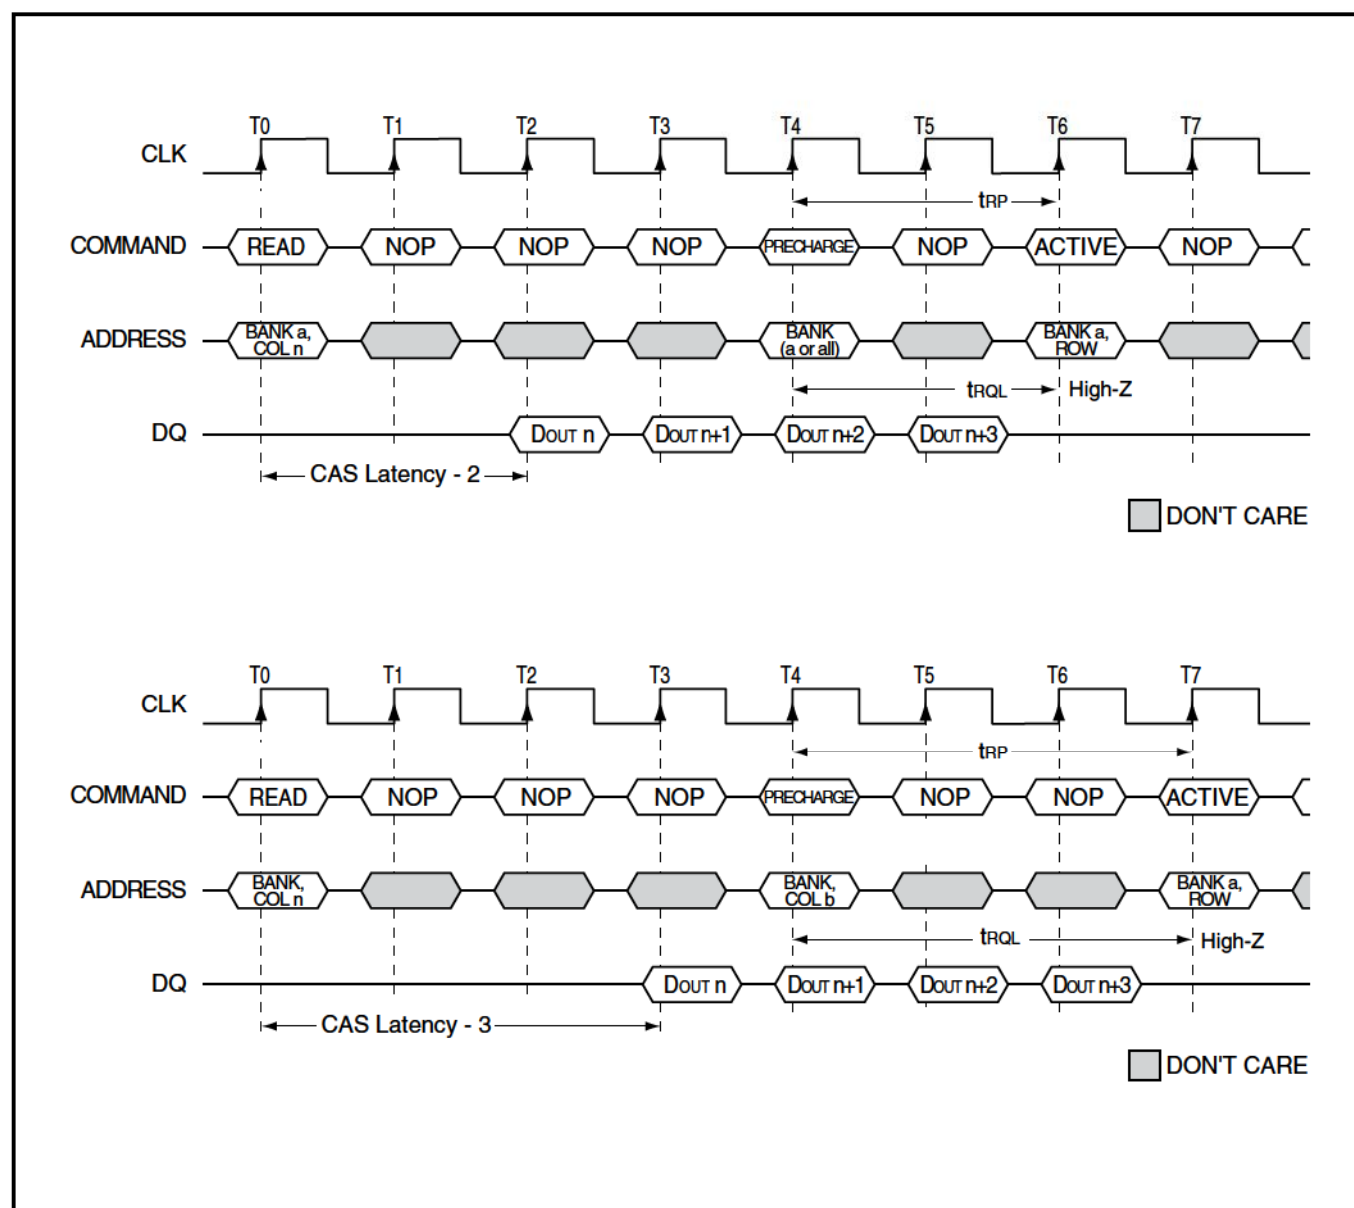 T0 T1 T2 T3 T4 T5 T6 T7
CLK
tRP
COMMAND READ NOP NOP NOP PRECHARGE NOP ACTIVE NOP
ADDRESS BANK a, COL n BANK (a or all) BANK a, ROW
tRQL High-Z
DQ DOUT n DOUT n+1 DOUT n+2 DOUT n+3
CAS Latency - 2
DON'T CARE
T0 T1 T2 T3 T4 T5 T6 T7
CLK
tRP
COMMAND READ NOP NOP NOP PRECHARGE NOP NOP ACTIVE
ADDRESS BANK, COL n BANK, COL b BANK a, ROW
tRQL High-Z
DQ DOUT n DOUT n+1 DOUT n+2 DOUT n+3
CAS Latency - 3
DON'T CARE